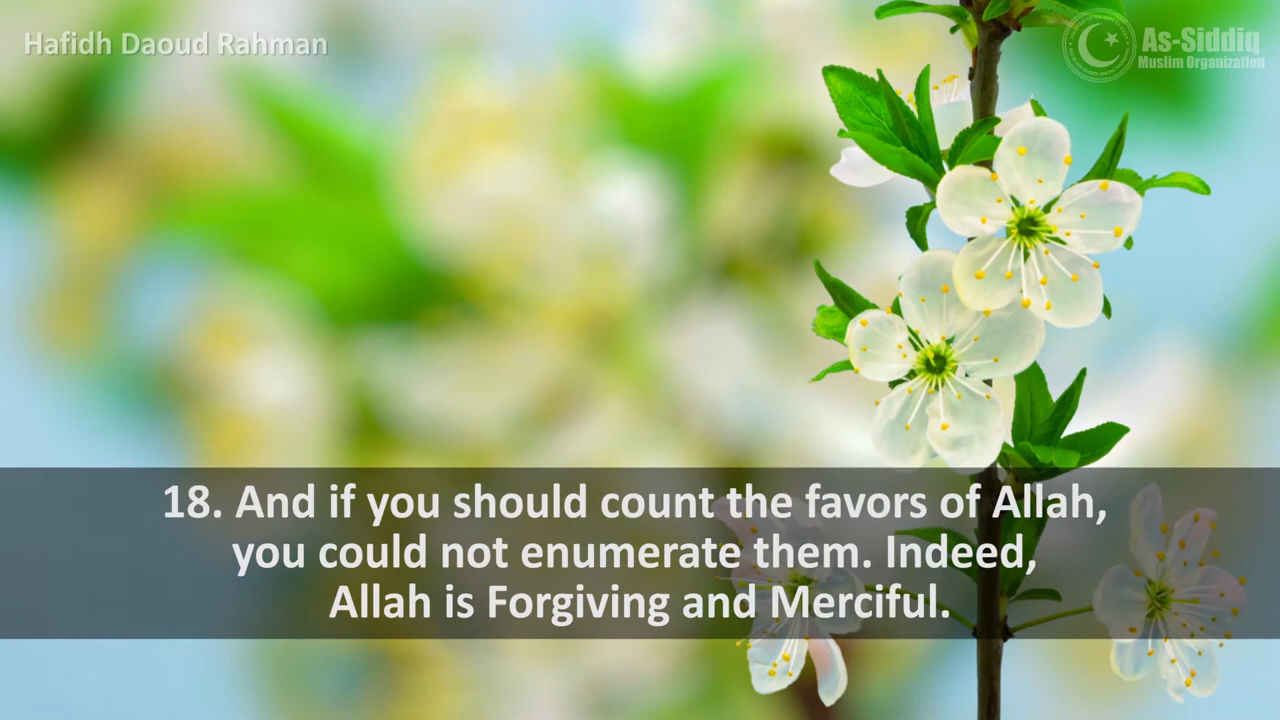 Hafidh Daoud Rahman
As-Siddiq
Muslim Organization
18. And if you should count the favors of Allah,
you could not enumerate them. Indeed,
Allah is Forgiving and Merciful.